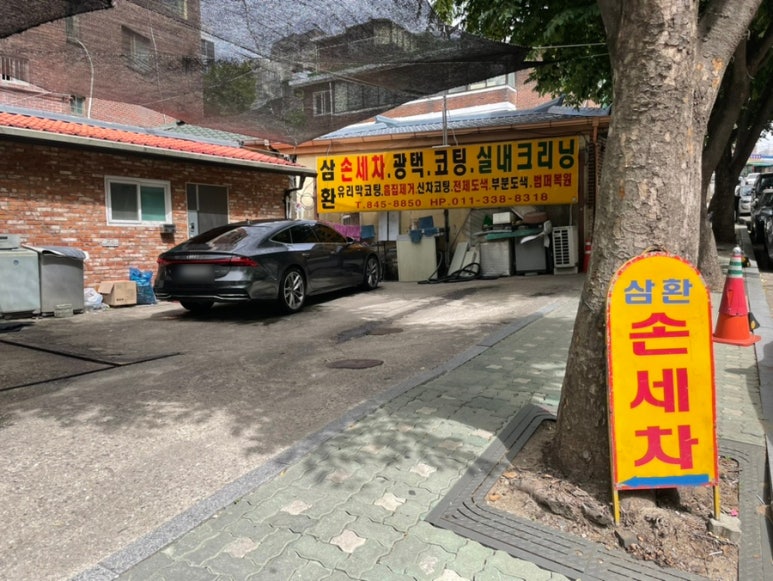 삼환 손세차.광택.코팅.실내크리닝
유리막코팅.흠집제거.신차코팅.전체도색.부분도색.범퍼복원
T.845-8850 HP.011-338-8318
삼환
손
세
차